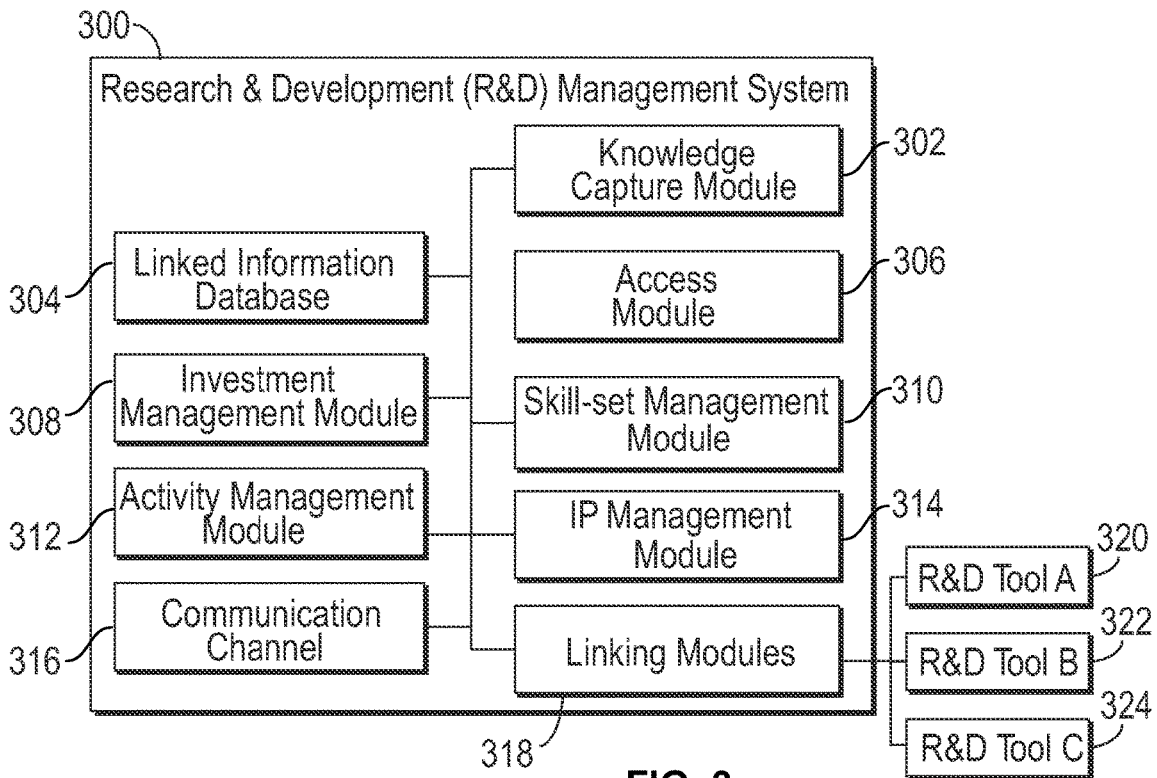 300
Research & Development (R&D) Management System
Knowledge
Capture Module
302
Linked Information
Database
304
Access
Module
306
Investment
Management Module
308
Skill-set Management
Module
310
Activity Management
Module
312
IP Management
Module
314
Communication
Channel
316
Linking Modules
318
R&D Tool A
320
R&D Tool B
322
R&D Tool C
324